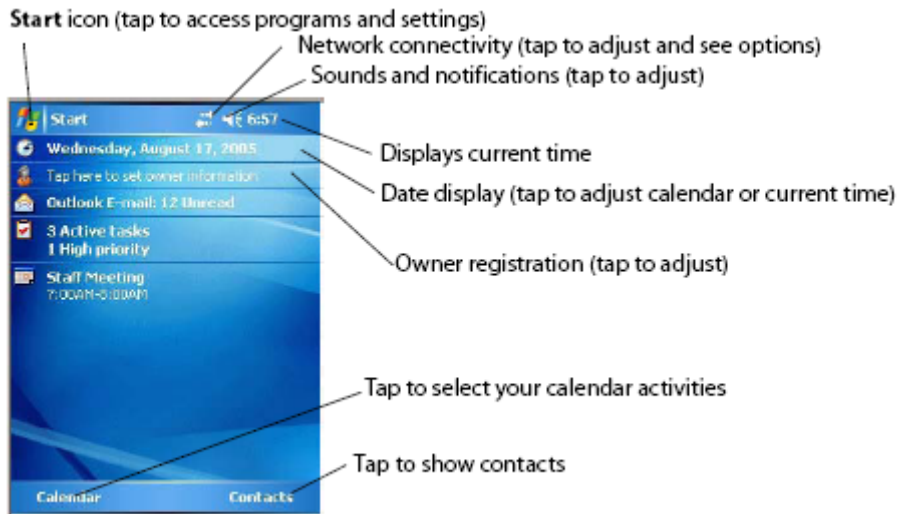 Start icon (tap to access programs and settings)
Network connectivity (tap to adjust and see options)
Sounds and notifications (tap to adjust)
Start 6:57
Wednesday, August 17, 2005
Displays current time
Tap here to set owner information
Date display (tap to adjust calendar or current time)
Outlook E-mail: 12 Unread
3 Active tasks
1 High priority
Owner registration (tap to adjust)
Staff Meeting
7:00AM-8:00AM
Tap to select your calendar activities
Tap to show contacts
Calendar Contacts